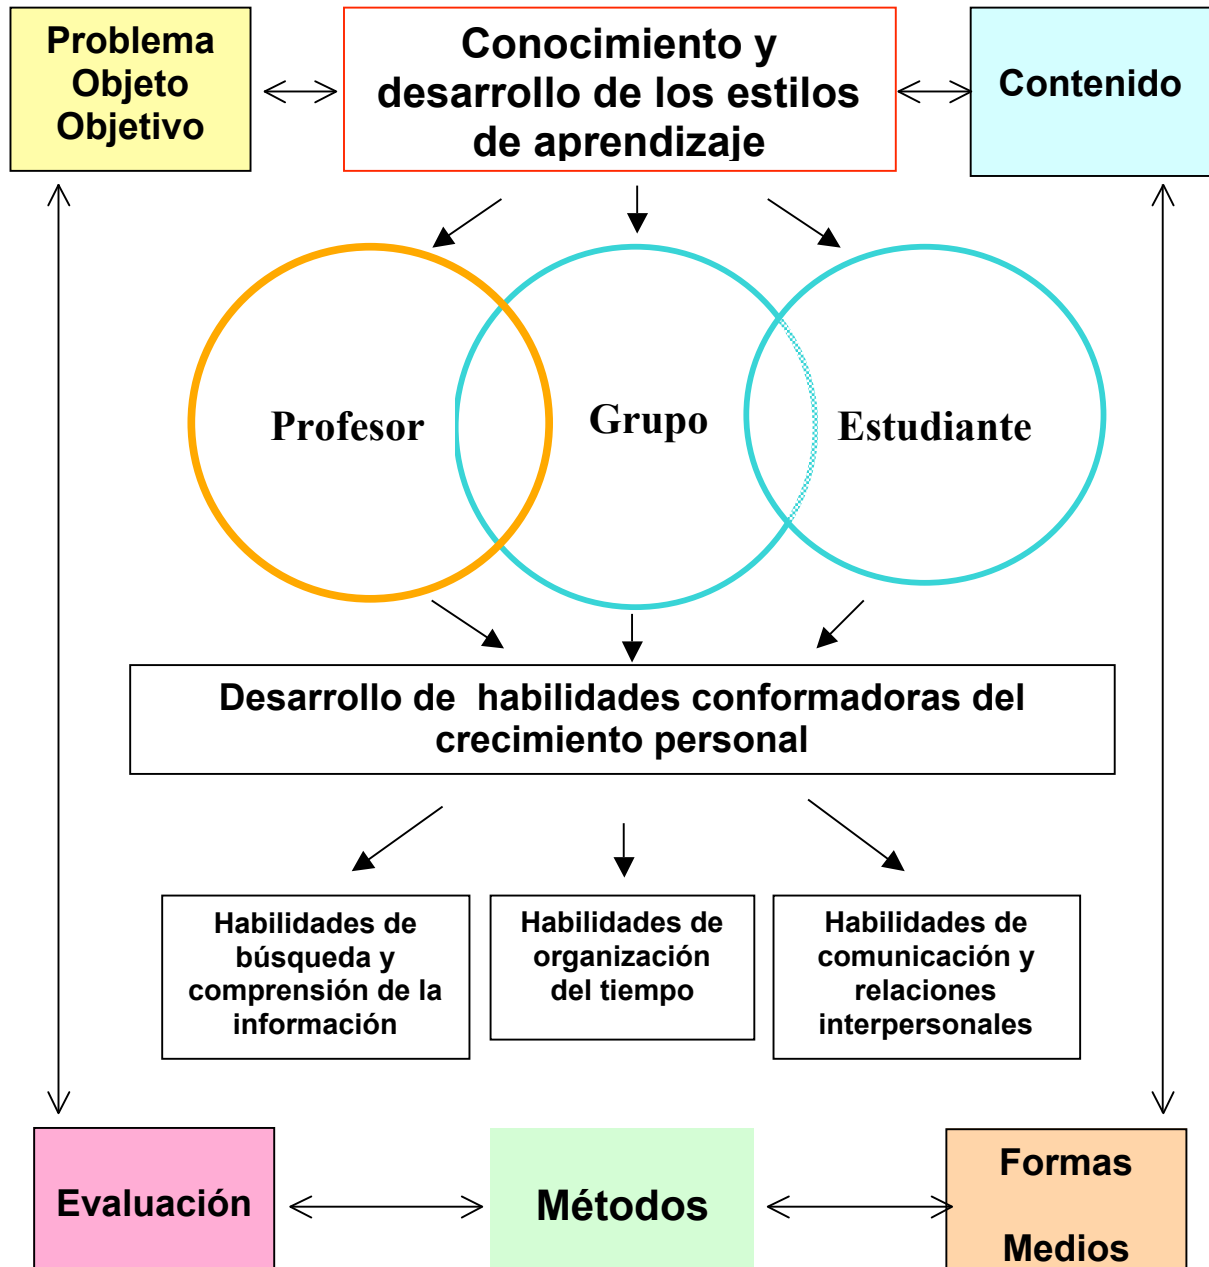 Problema
Objeto
Objetivo
Conocimiento y
desarrollo de los estilos
de aprendizaje
Contenido
Profesor
Grupo
Estudiante
Desarrollo de habilidades conformadoras del
crecimiento personal
Habilidades de
búsqueda y
comprensión de la
información
Habilidades de
organización
del tiempo
Habilidades de
comunicación y
relaciones
interpersonales
Evaluación
Métodos
Formas
Medios